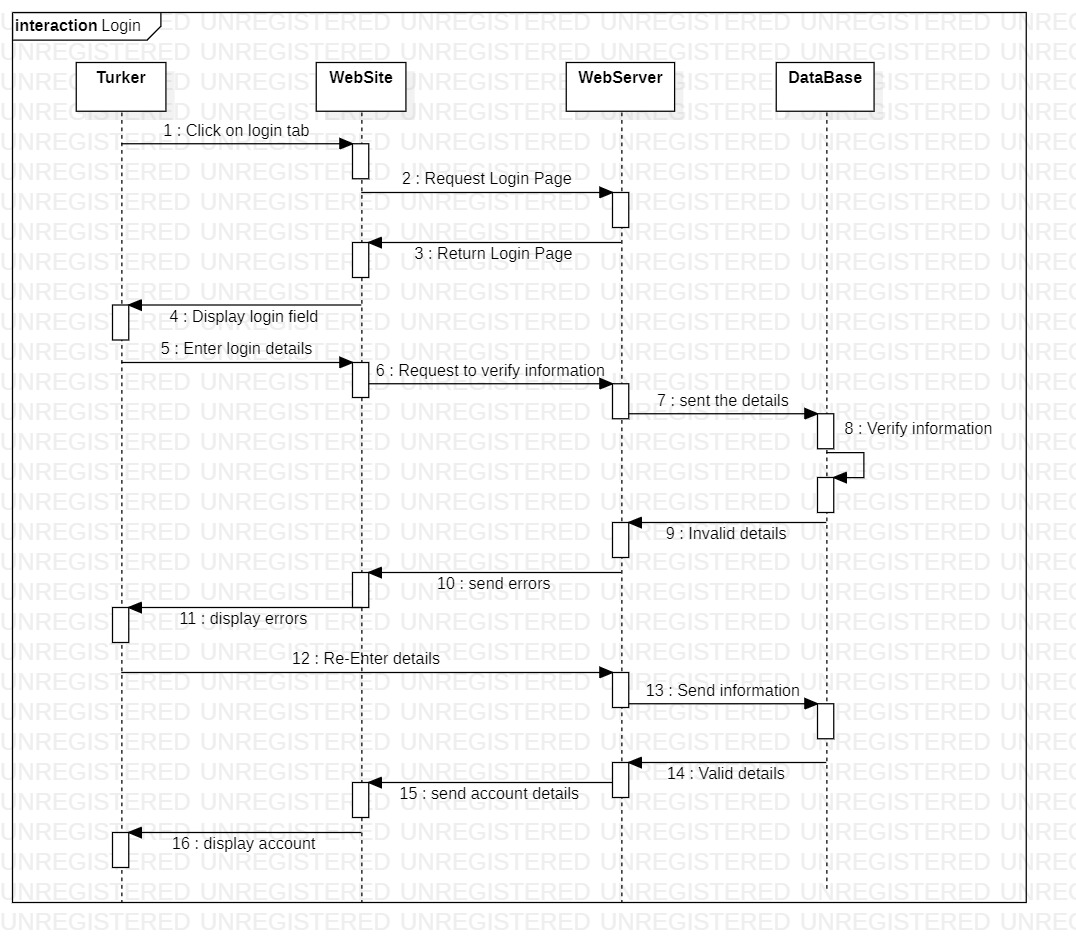 interaction Login
Turker
WebSite
WebServer
DataBase
1 : Click on login tab
2 : Request Login Page
3 : Return Login Page
4 : Display login field
5 : Enter login details
6 : Request to verify information
7 : sent the details
8 : Verify information
9 : Invalid details
10 : send errors
11 : display errors
12 : Re-Enter details
13 : Send information
14 : Valid details
15 : send account details
16 : display account
UNREGISTERED UNREGISTERED UNREGISTERED UNREGISTERED UNREGISTERED UNRE